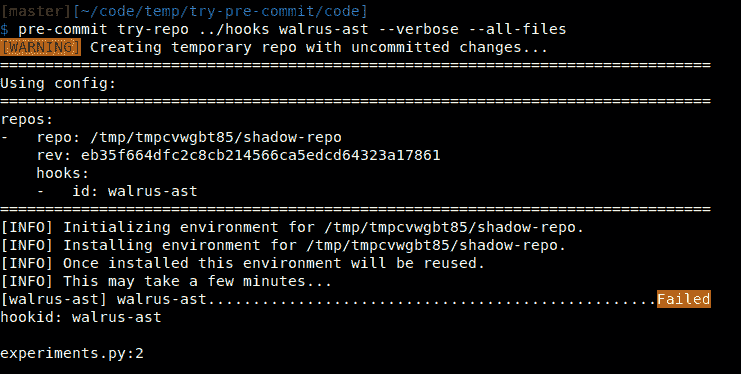 [master][~/code/temp/try-pre-commit/code]
$ pre-commit try-repo ../hooks walrus-ast --verbose --all-files
[WARNING] Creating temporary repo with uncommitted changes...
===============================================================================
Using config:
===============================================================================
repos:
-   repo: /tmp/tmpcvwgbt85/shadow-repo
    rev: eb35f664dfc2c8cb214566ca5edcd64323a17861
    hooks:
    -   id: walrus-ast
===============================================================================
[INFO] Initializing environment for /tmp/tmpcvwgbt85/shadow-repo.
[INFO] Installing environment for /tmp/tmpcvwgbt85/shadow-repo.
[INFO] Once installed this environment will be reused.
[INFO] This may take a few minutes...
[walrus-ast] walrus-ast..................................................Failed
hookid: walrus-ast

experiments.py:2